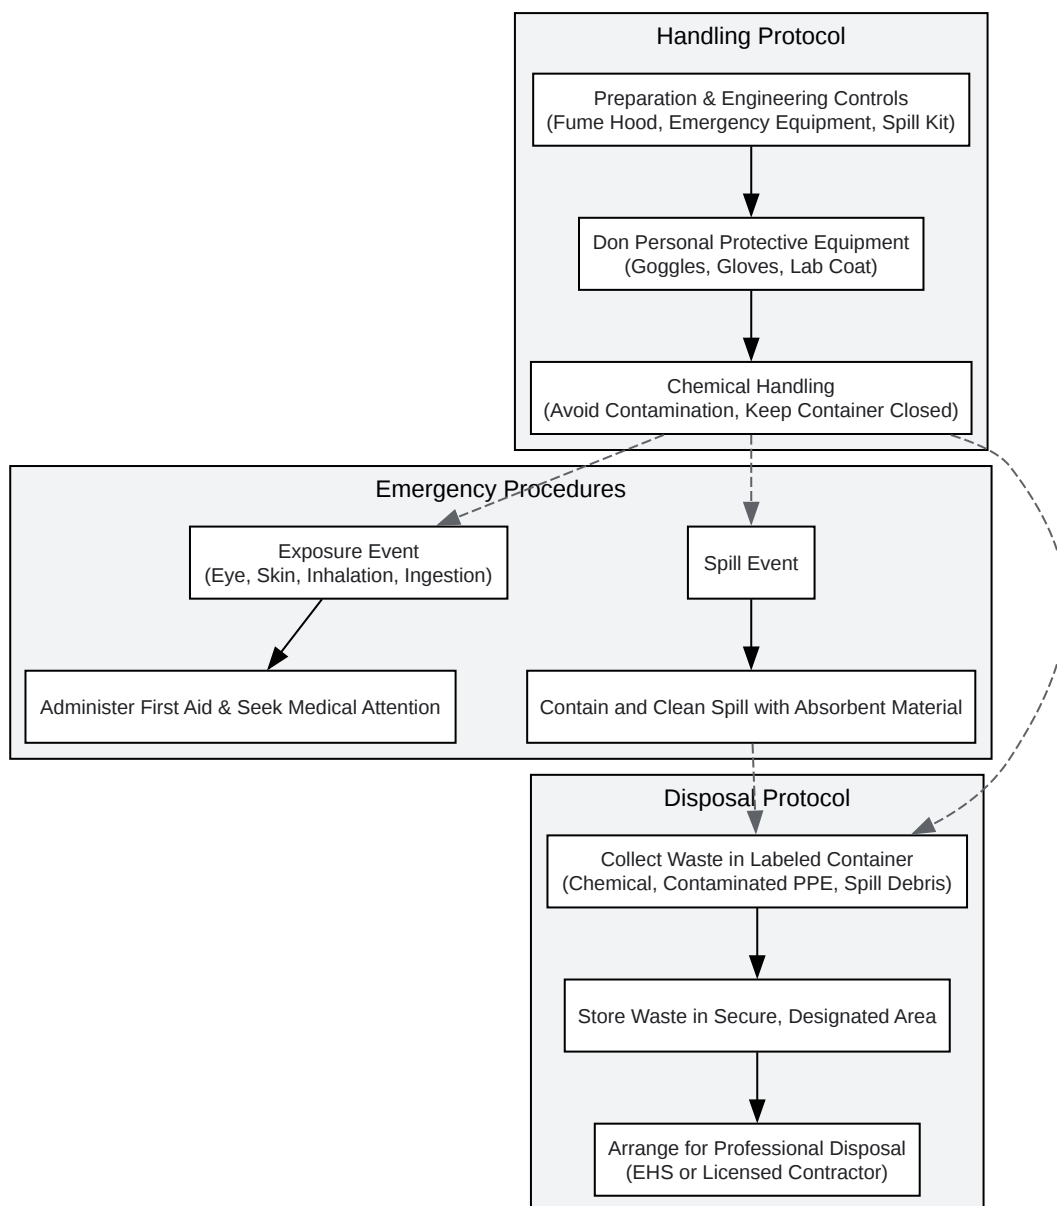 Handling Protocol
Preparation & Engineering Controls
(Fume Hood, Emergency Equipment, Spill Kit)
Don Personal Protective Equipment
(Goggles, Gloves, Lab Coat)
Chemical Handling
(Avoid Contamination, Keep Container Closed)
Emergency Procedures
Exposure Event
(Eye, Skin, Inhalation, Ingestion)
Spill Event
Administer First Aid & Seek Medical Attention
Contain and Clean Spill with Absorbent Material
Disposal Protocol
Collect Waste in Labeled Container
(Chemical, Contaminated PPE, Spill Debris)
Store Waste in Secure, Designated Area
Arrange for Professional Disposal
(EHS or Licensed Contractor)